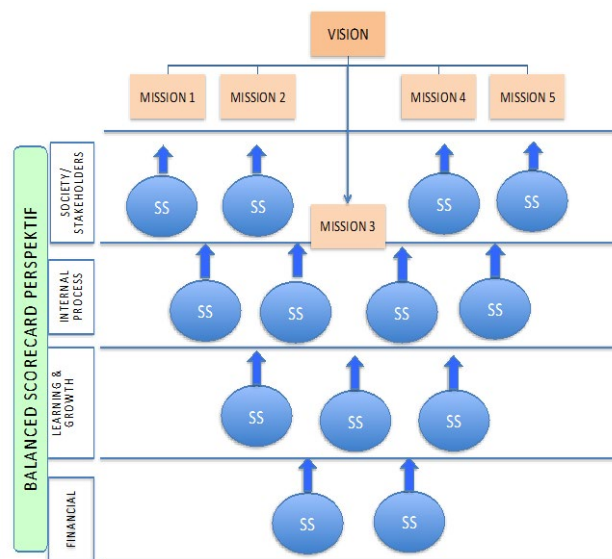 VISION
MISSION 1
MISSION 2
MISSION 4
MISSION 5
BALANCED SCORECARD PERSPEKTIF
SOCIETY/
STAKEHOLDERS
SS
SS
SS
SS
MISSION 3
INTERNAL
PROCESS
SS
SS
SS
SS
LEARNING &
GROWTH
SS
SS
SS
FINANCIAL
SS
SS